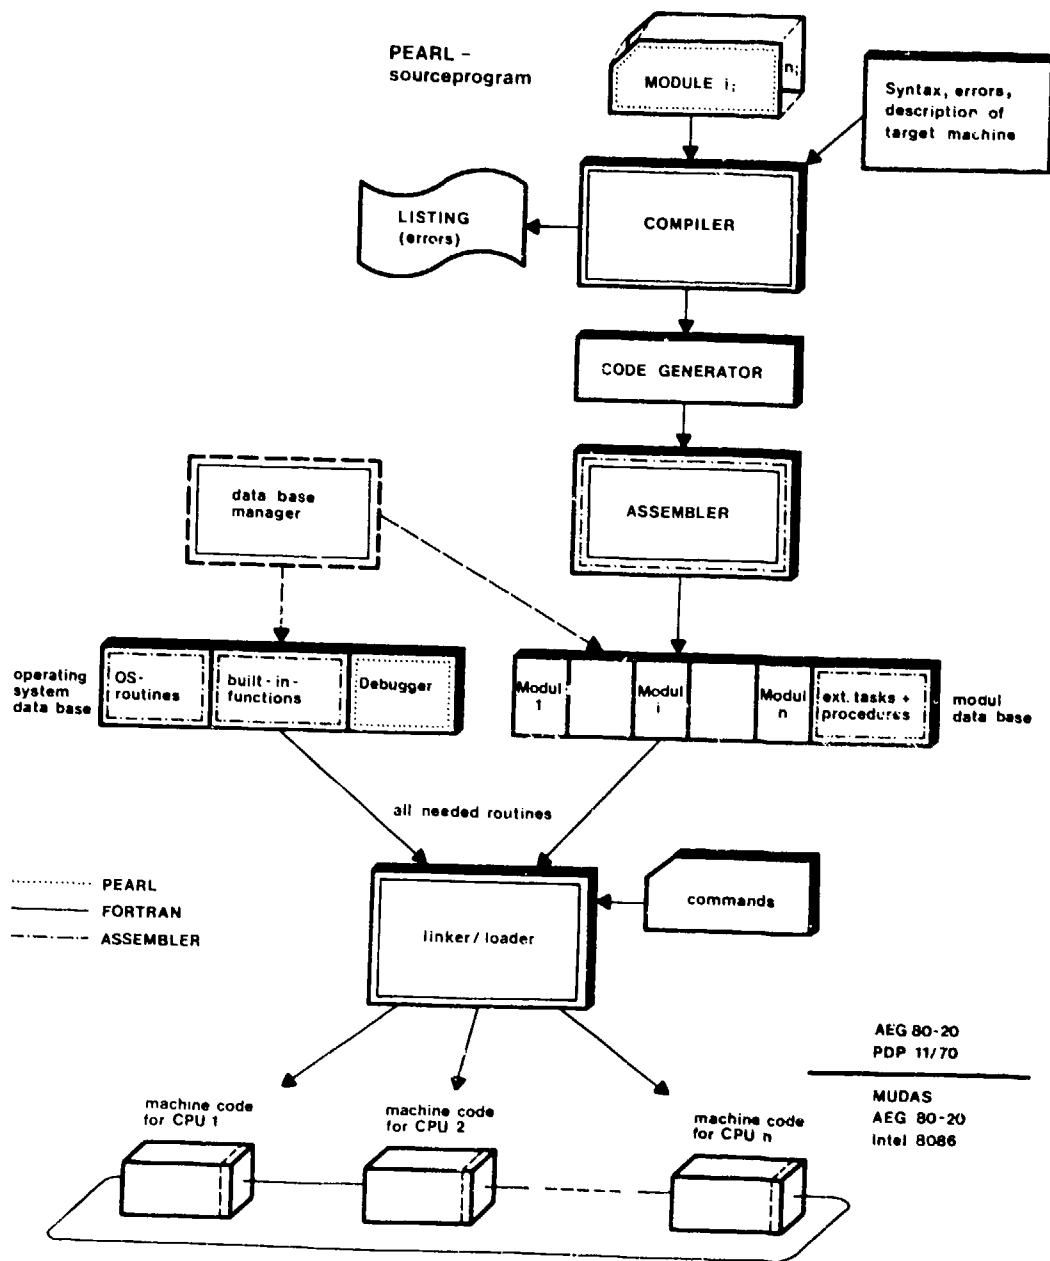 PEARL -
sourceprogram
MODULE i;
n;
Syntax, errors,
description of
target machine
LISTING
(errors)
COMPILER
CODE GENERATOR
data base
manager
ASSEMBLER
operating
system
data base
OS-
routines
built-in-
functions
Debugger
Modul
1
Modul
i
Modul
n
ext. tasks +
procedures
modul
data base
all needed routines
PEARL
FORTRAN
ASSEMBLER
linker/loader
commands
AEG 80-20
PDP 11/70
MUDAS
AEG 80-20
Intel 8086
machine code
for CPU 1
machine code
for CPU 2
machine code
for CPU n